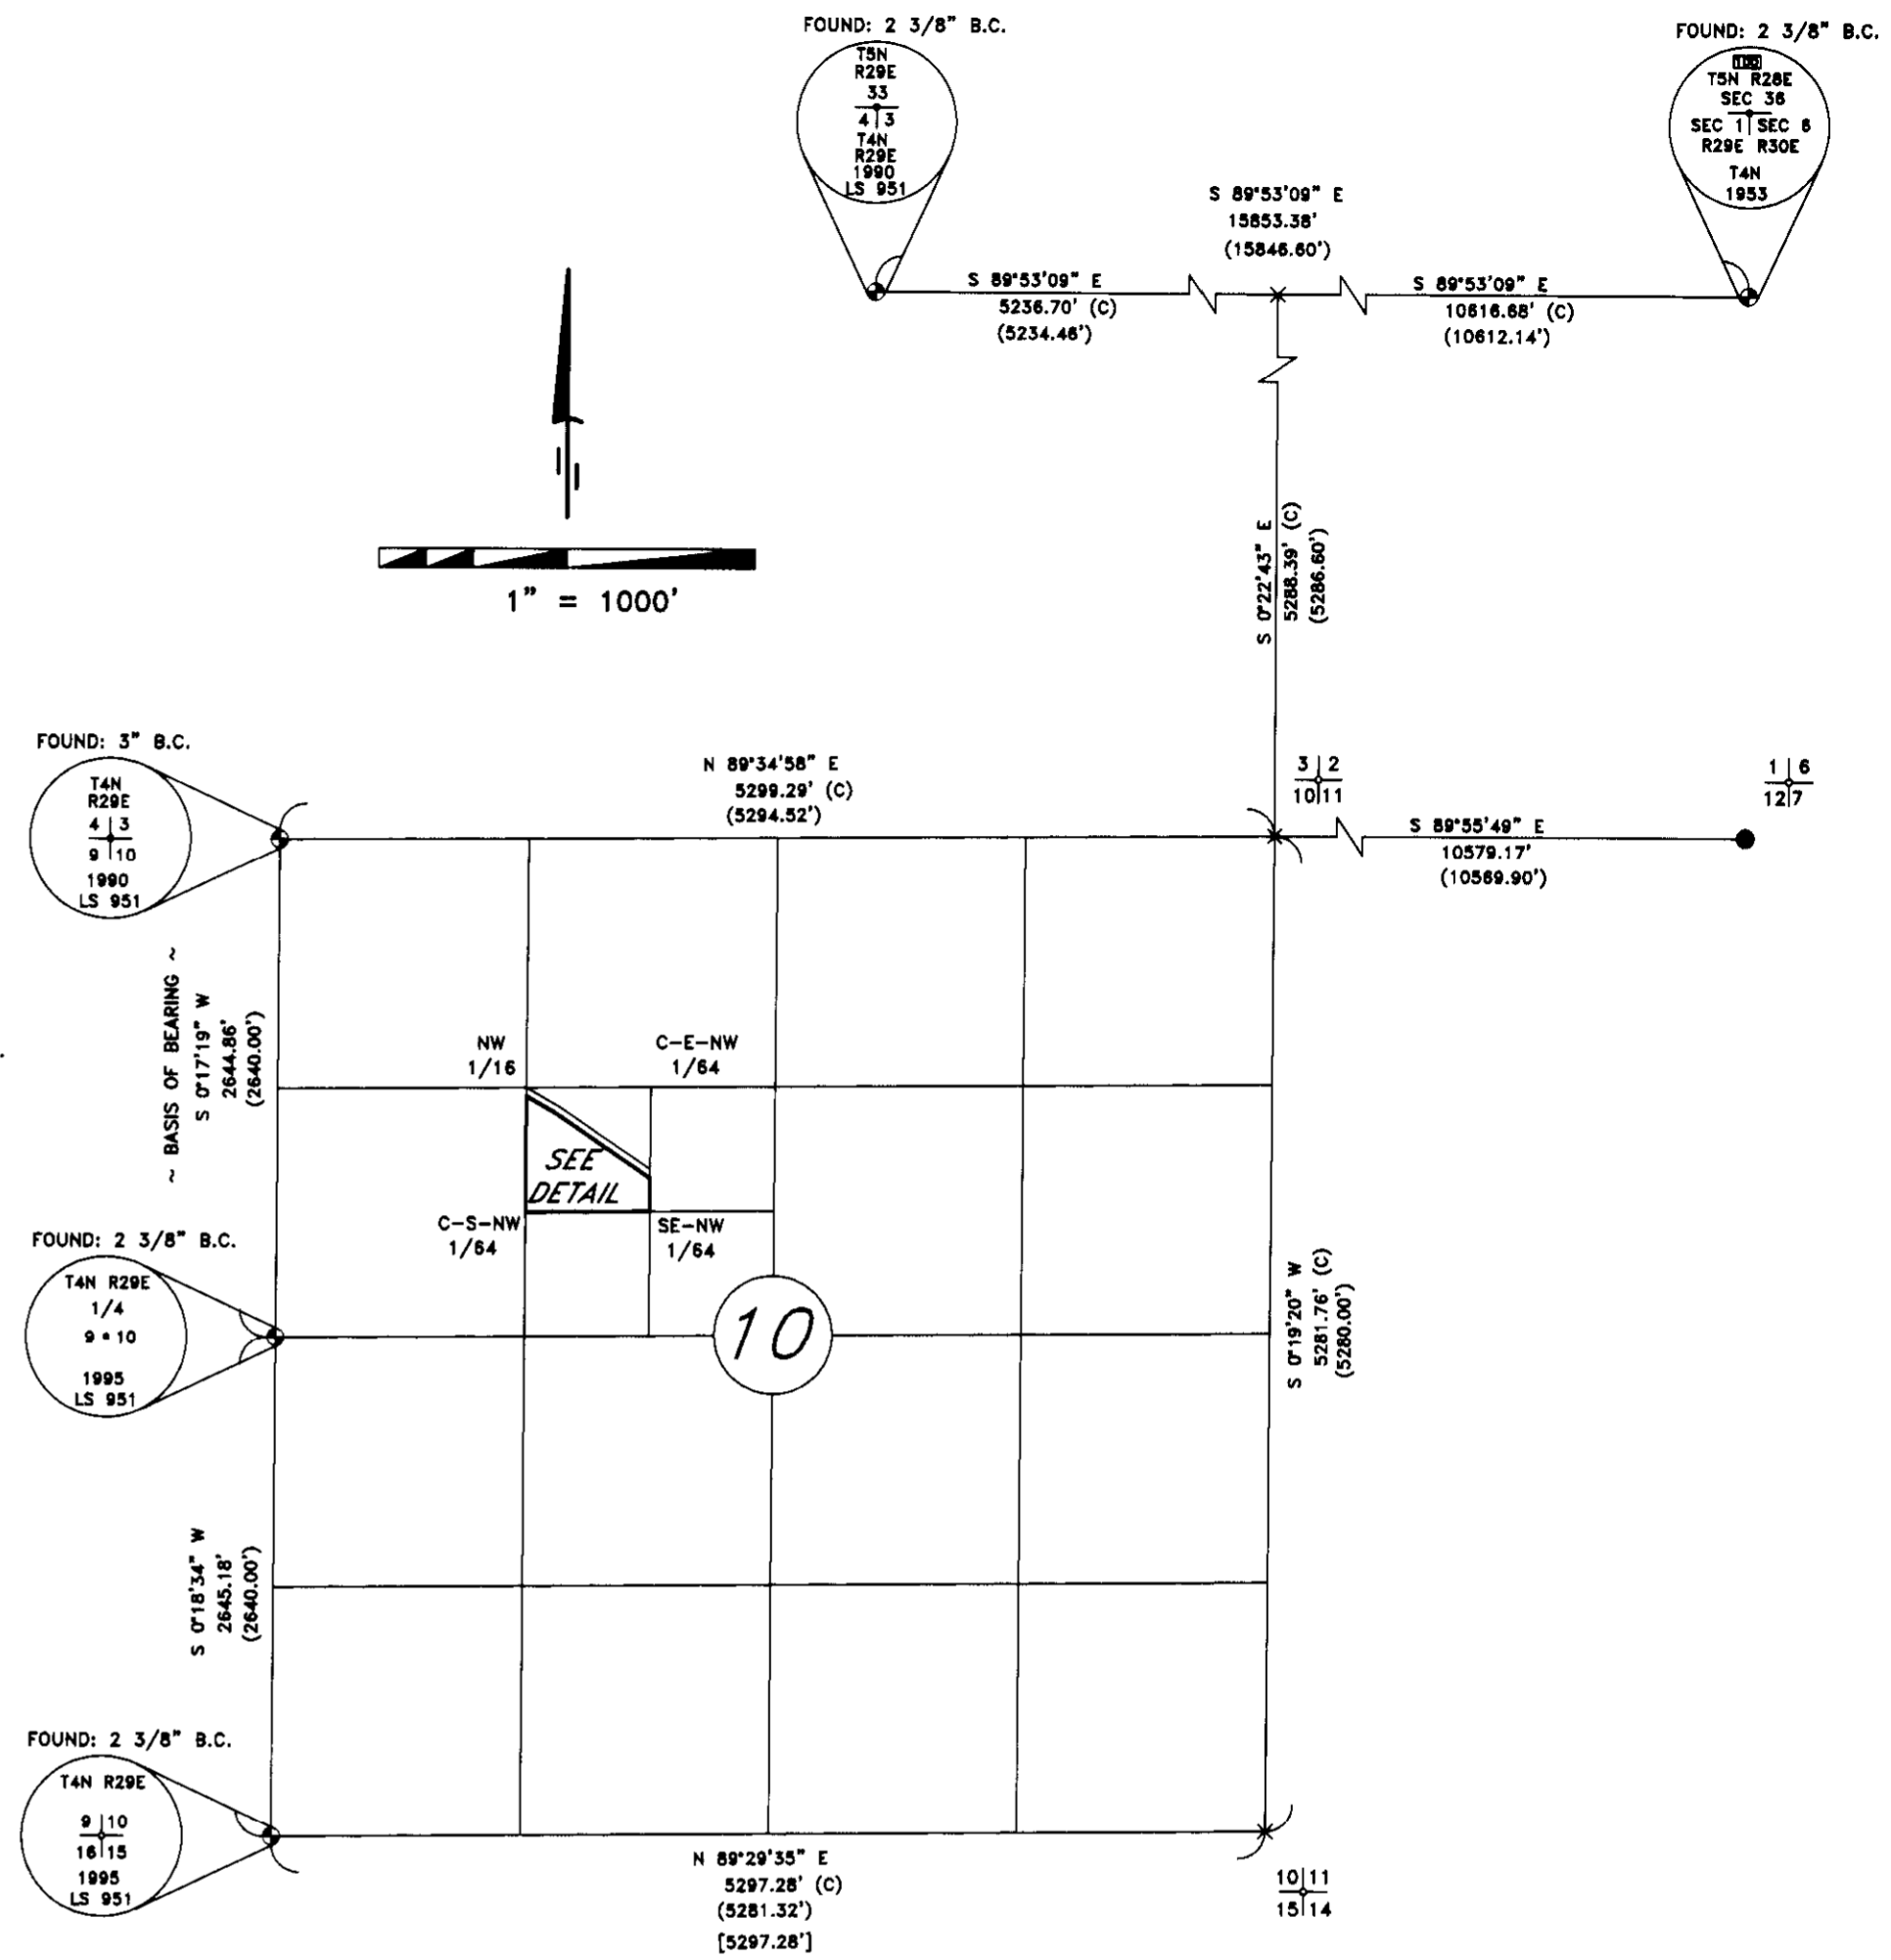 FOUND: 2 3/8" B.C.
T5N
R29E
33
4 | 3
T4N
R29E
1990
LS 951
FOUND: 2 3/8" B.C.
T5N R28E
SEC 36
SEC 1 | SEC 6
R29E R30E
T4N
1953
S 89°53'09" E
15853.38'
(15846.60')
S 89°53'09" E
5236.70' (C)
(5234.46')
S 89°53'09" E
10616.68' (C)
(10612.14')
1" = 1000'
S 0°22'43" E
5288.39' (C)
(5286.60')
FOUND: 3" B.C.
T4N
R29E
4 | 3
9 | 10
1990
LS 951
N 89°34'58" E
5299.29' (C)
(5294.52')
3 | 2
10 | 11
1 | 6
12 | 7
S 89°55'49" E
10579.17'
(10569.90')
~ BASIS OF BEARING ~
S 0°17'19" W
2644.86'
(2640.00')
NW
1/16
C-E-NW
1/64
SEE
DETAIL
C-S-NW
1/64
SE-NW
1/64
FOUND: 2 3/8" B.C.
T4N R29E
1/4
9 • 10
1995
LS 951
10
S 0°19'20" W
5281.76' (C)
(5280.00')
S 0°18'34" W
2645.18'
(2640.00')
FOUND: 2 3/8" B.C.
T4N R29E
9 | 10
16 | 15
1995
LS 951
N 89°29'35" E
5297.28' (C)
(5281.32')
[5297.28']
10 | 11
15 | 14